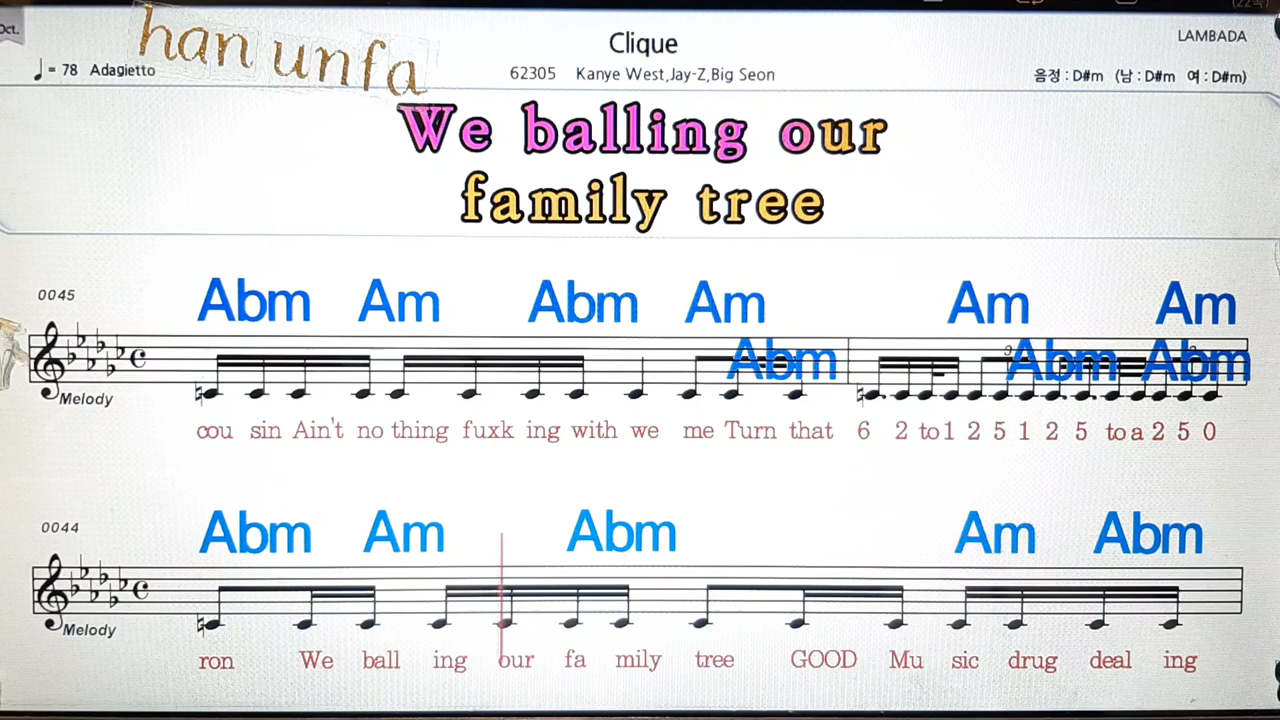 Oct.
han unfa
Clique
LAMBADA
♩ = 78 Adagietto
62305 Kanye West,Jay-Z,Big Seon
음정 : D#m (남 : D#m 여 : D#m)
We balling our
family tree
0045
Abm Am Abm Am Am Am
Abm Abm Abm
3
Melody
cou sin Ain't no thing fuxk ing with we me Turn that 6 2 to 1 2 5 1 2 5 to a 2 5 0
0044
Abm Am Abm Am Abm
Melody
ron We ball ing our fa mily tree GOOD Mu sic drug deal ing